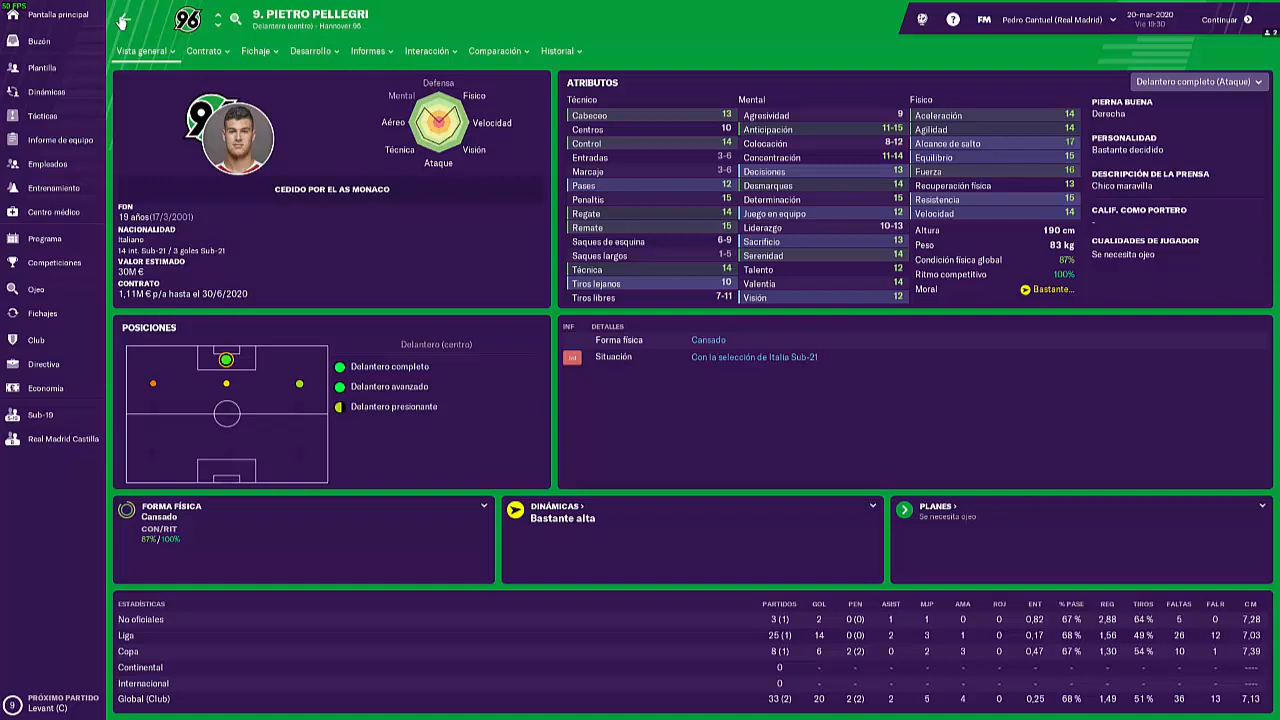 50 FPS
Pantalla principal
Buzón
Plantilla
Dinámicas
Tácticas
Informe de equipo
Empleados
Entrenamiento
Centro médico
Programa
Competiciones
Ojeo
Fichajes
Club
Directiva
Economía
Sub-19
Real Madrid Castilla
PRÓXIMO PARTIDO
9 Levant (C)
96
9. PIETRO PELLEGRI
Delantero (centro) - Hannover 96
? FM Pedro Cantuel (Real Madrid) 20-mar-2020 Vie 19:30 Continuar
2
Vista general Contrato Fichaje Desarrollo Informes Interacción Comparación Historial
Defensa
Mental Físico
Aéreo Velocidad
Técnica Visión
Ataque
CEDIDO POR EL AS MONACO
FDN
19 años (17/3/2001)
NACIONALIDAD
Italiano
14 int. Sub-21 / 3 goles Sub-21
VALOR ESTIMADO
30M €
CONTRATO
1,11M € p/a hasta el 30/6/2020
ATRIBUTOS Delantero completo (Ataque)
Técnico
Cabeceo 13
Centros 10
Control 14
Entradas 3-6
Marcaje 3-6
Pases 12
Penaltis 15
Regate 14
Remate 15
Saques de esquina 6-9
Saques largos 1-5
Técnica 14
Tiros lejanos 10
Tiros libres 7-11
Mental
Agresividad 9
Anticipación 11-15
Colocación 8-12
Concentración 11-14
Decisiones 13
Desmarques 14
Determinación 15
Juego en equipo 12
Liderazgo 10-13
Sacrificio 13
Serenidad 14
Talento 12
Valentía 14
Visión 12
Físico
Aceleración 14
Agilidad 14
Alcance de salto 17
Equilibrio 15
Fuerza 16
Recuperación física 13
Resistencia 15
Velocidad 14
Altura 190 cm
Peso 83 kg
Condición física global 87%
Ritmo competitivo 100%
Moral Bastante...
PIERNA BUENA
Derecha
PERSONALIDAD
Bastante decidido
DESCRIPCIÓN DE LA PRENSA
Chico maravilla
CALIF. COMO PORTERO
-
CUALIDADES DE JUGADOR
Se necesita ojeo
POSICIONES
Delantero (centro)
Delantero completo
Delantero avanzado
Delantero presionante
INF DETALLES
Forma física Cansado
Int Situación Con la selección de Italia Sub-21
FORMA FÍSICA
Cansado
CON/RIT
87%/100%
DINÁMICAS ›
Bastante alta
PLANES ›
Se necesita ojeo
ESTADÍSTICAS PARTIDOS GOL PEN ASIST MJP AMA ROJ ENT % PASE REG TIROS FALTAS FAL R C M
No oficiales 3 (1) 2 0 (0) 1 1 0 0 0,82 67 % 2,88 64 % 5 0 7,28
Liga 25 (1) 14 0 (0) 2 3 1 0 0,17 68 % 1,56 49 % 26 12 7,03
Copa 8 (1) 6 2 (2) 0 2 3 0 0,47 67 % 1,30 54 % 10 1 7,39
Continental 0 - - - - - - - - - - - - ----
Internacional 0 - - - - - - - - - - - - ----
Global (Club) 33 (2) 20 2 (2) 2 5 4 0 0,25 68 % 1,49 51 % 36 13 7,13